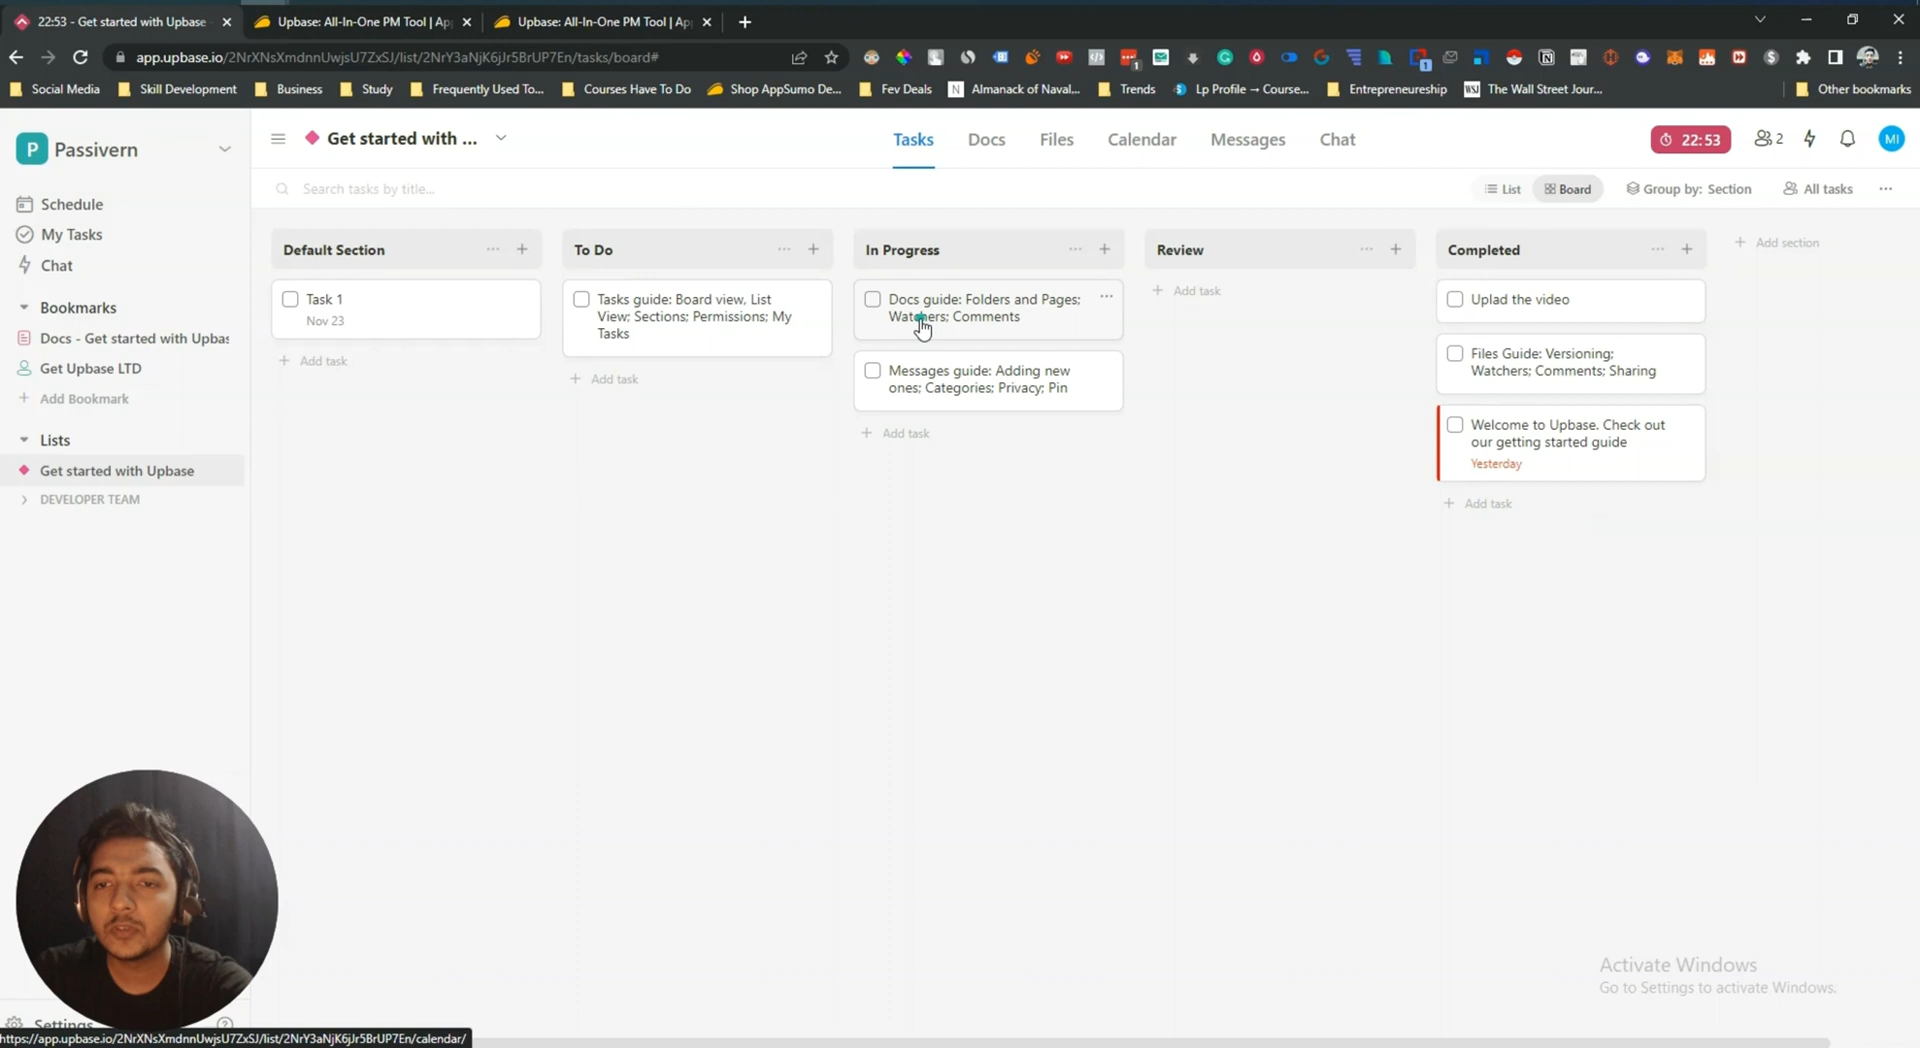 22:53 - Get started with Upbase
Upbase: All-In-One PM Tool | Ap
Upbase: All-In-One PM Tool | Ap
app.upbase.io/2NrXNsXmdnnUwjsU7ZxSJ/list/2NrY3aNjK6jJr5BrUP7En/tasks/board#
Social Media
Skill Development
Business
Study
Frequently Used To...
Courses Have To Do
Shop AppSumo De...
Fev Deals
Almanack of Naval...
Trends
Lp Profile → Course...
Entrepreneureship
WSJ
The Wall Street Jour...
Other bookmarks
P Passivern
Get started with ...
Tasks
Docs
Files
Calendar
Messages
Chat
22:53
2
MI
Search tasks by title...
List
Board
Group by: Section
All tasks
Schedule
My Tasks
Chat
Bookmarks
Docs - Get started with Upbas
Get Upbase LTD
Add Bookmark
Lists
Get started with Upbase
DEVELOPER TEAM
Settings
Default Section
Task 1
Nov 23
Add task
To Do
Tasks guide: Board view, List
View; Sections; Permissions; My
Tasks
Add task
In Progress
Docs guide: Folders and Pages;
Watchers; Comments
Messages guide: Adding new
ones; Categories; Privacy; Pin
Add task
Review
Add task
Completed
Uplad the video
Files Guide: Versioning;
Watchers; Comments; Sharing
Welcome to Upbase. Check out
our getting started guide
Yesterday
Add task
Add section
Activate Windows
Go to Settings to activate Windows.
https://app.upbase.io/2NrXNsXmdnnUwjsU7ZxSJ/list/2NrY3aNjK6jJr5BrUP7En/calendar/